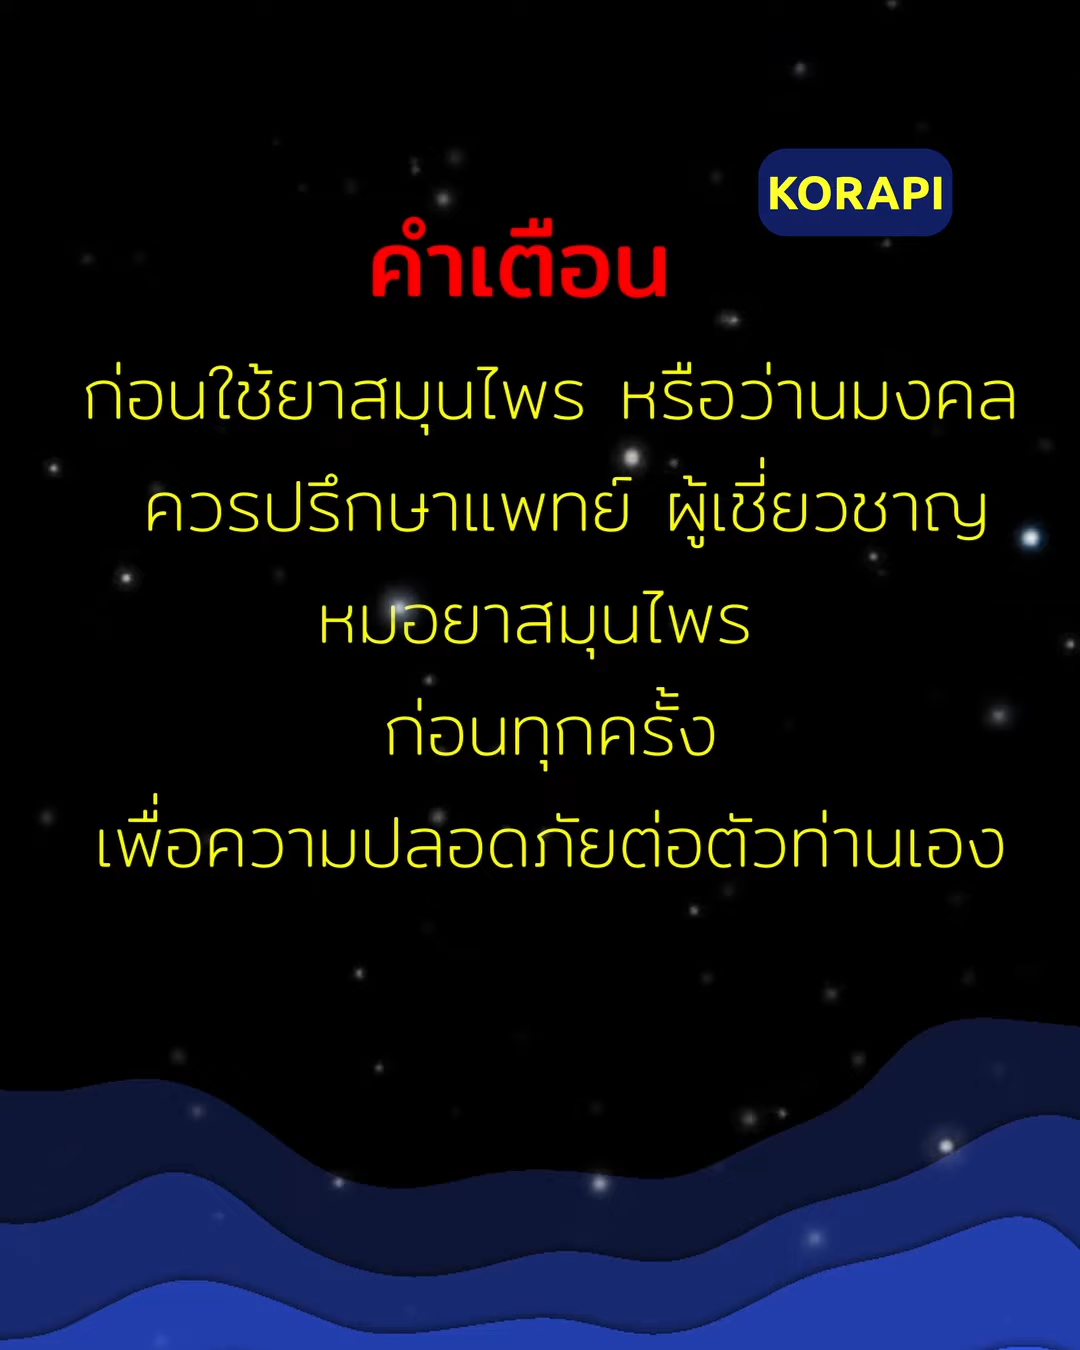 KORAPI
คำเตือน
ก่อนใช้ยาสมุนไพร หรือว่านมงคล
ควรปรึกษาแพทย์ ผู้เชี่ยวชาญ
หมอยาสมุนไพร
ก่อนทุกครั้ง
เพื่อความปลอดภัยต่อตัวท่านเอง